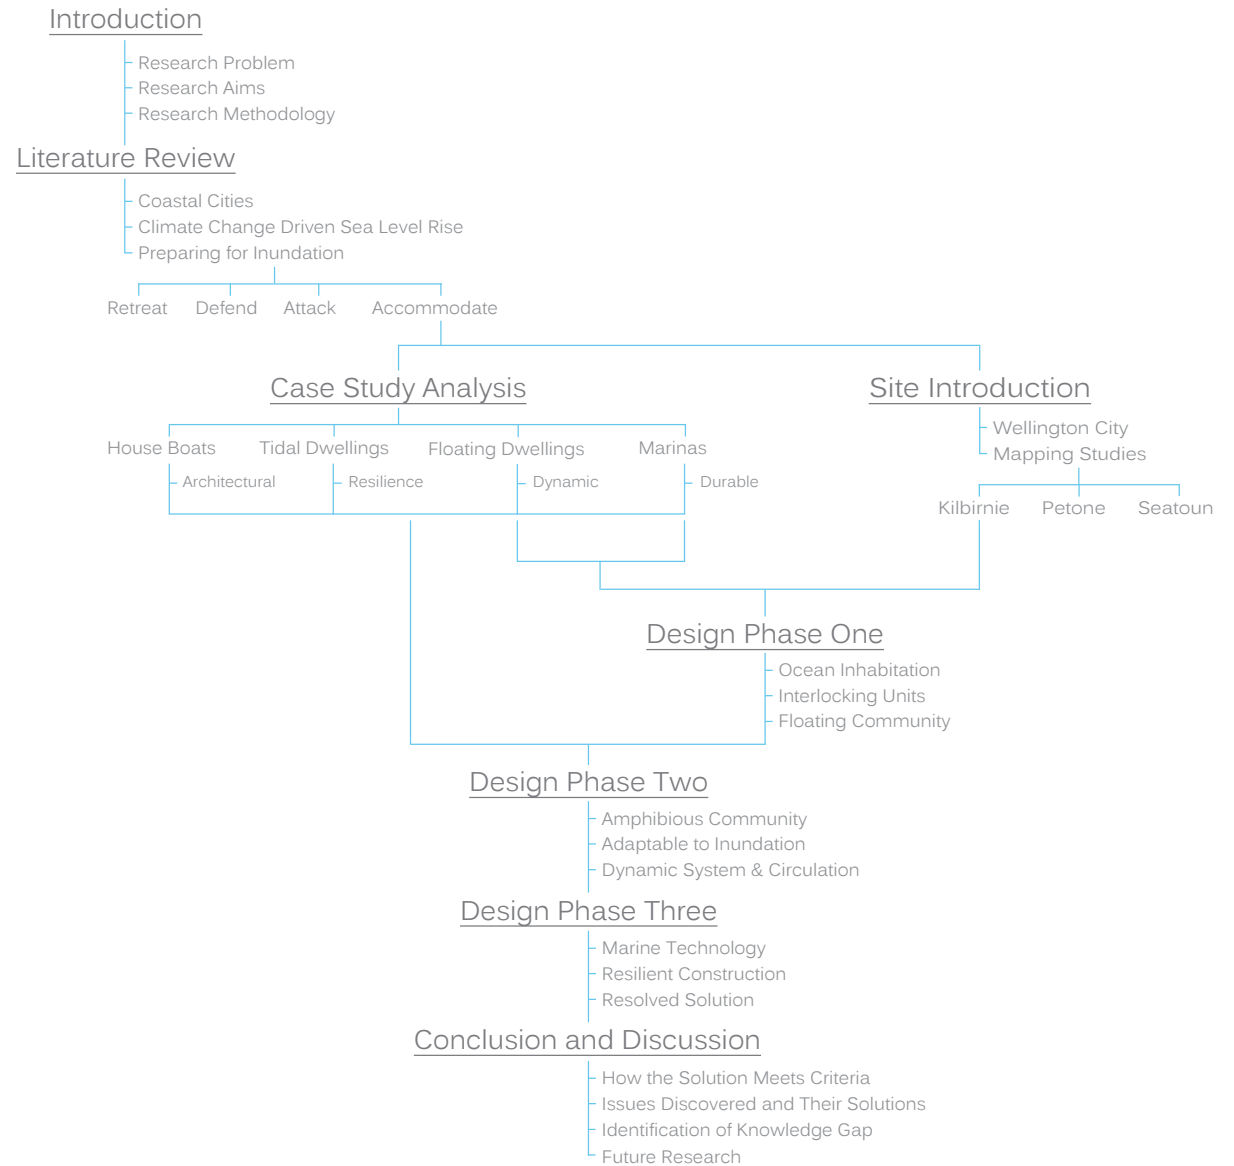 Introduction
Research Problem
Research Aims
Research Methodology
Literature Review
Coastal Cities
Climate Change Driven Sea Level Rise
Preparing for Inundation
Retreat Defend Attack Accommodate
Case Study Analysis
House Boats Tidal Dwellings Floating Dwellings Marinas
Architectural Resilience Dynamic Durable
Site Introduction
Wellington City
Mapping Studies
Kilbirnie Petone Seatoun
Design Phase One
Ocean Inhabitation
Interlocking Units
Floating Community
Design Phase Two
Amphibious Community
Adaptable to Inundation
Dynamic System & Circulation
Design Phase Three
Marine Technology
Resilient Construction
Resolved Solution
Conclusion and Discussion
How the Solution Meets Criteria
Issues Discovered and Their Solutions
Identification of Knowledge Gap
Future Research